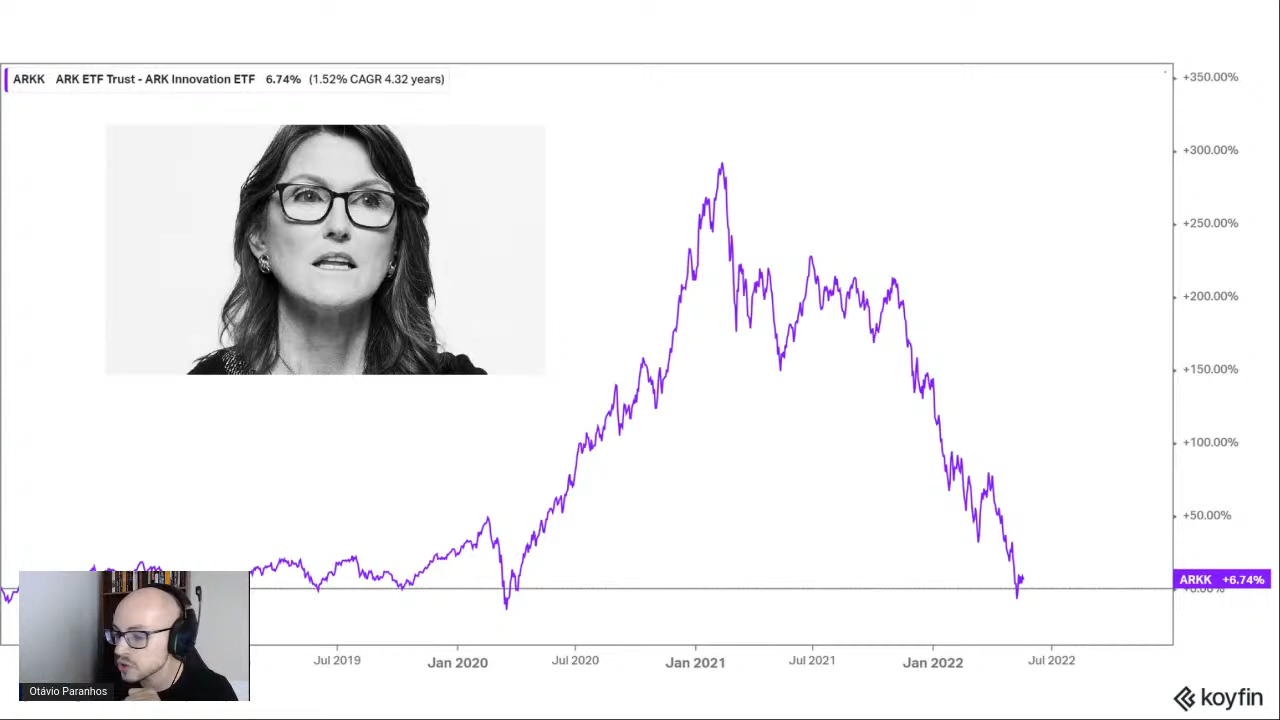 ARKK ARK ETF Trust - ARK Innovation ETF 6.74% (1.52% CAGR 4.32 years)
+350.00%
+300.00%
+250.00%
+200.00%
+150.00%
+100.00%
+50.00%
ARKK +6.74%
+0.00%
Jul 2019
Jan 2020
Jul 2020
Jan 2021
Jul 2021
Jan 2022
Jul 2022
Otávio Paranhos
koyfin